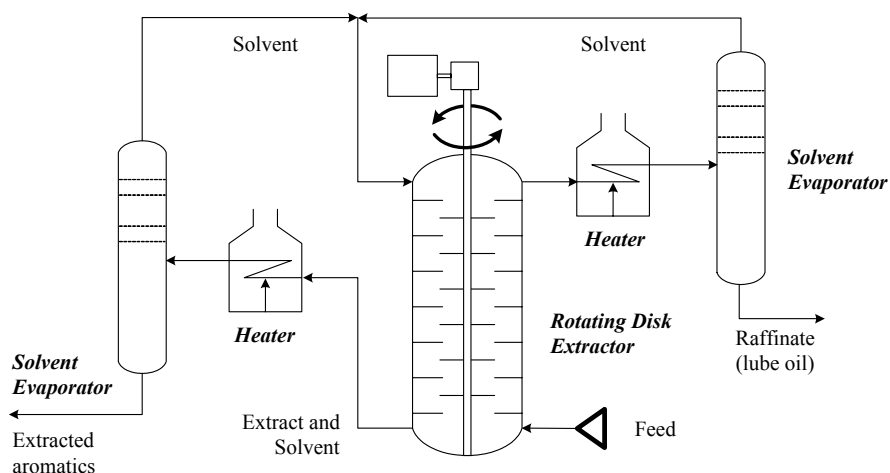 Solvent
Solvent
Solvent
Evaporator
Heater
Heater
Rotating Disk
Extractor
Raffinate
(lube oil)
Solvent
Evaporator
Extract and
Solvent
Feed
Extracted
aromatics